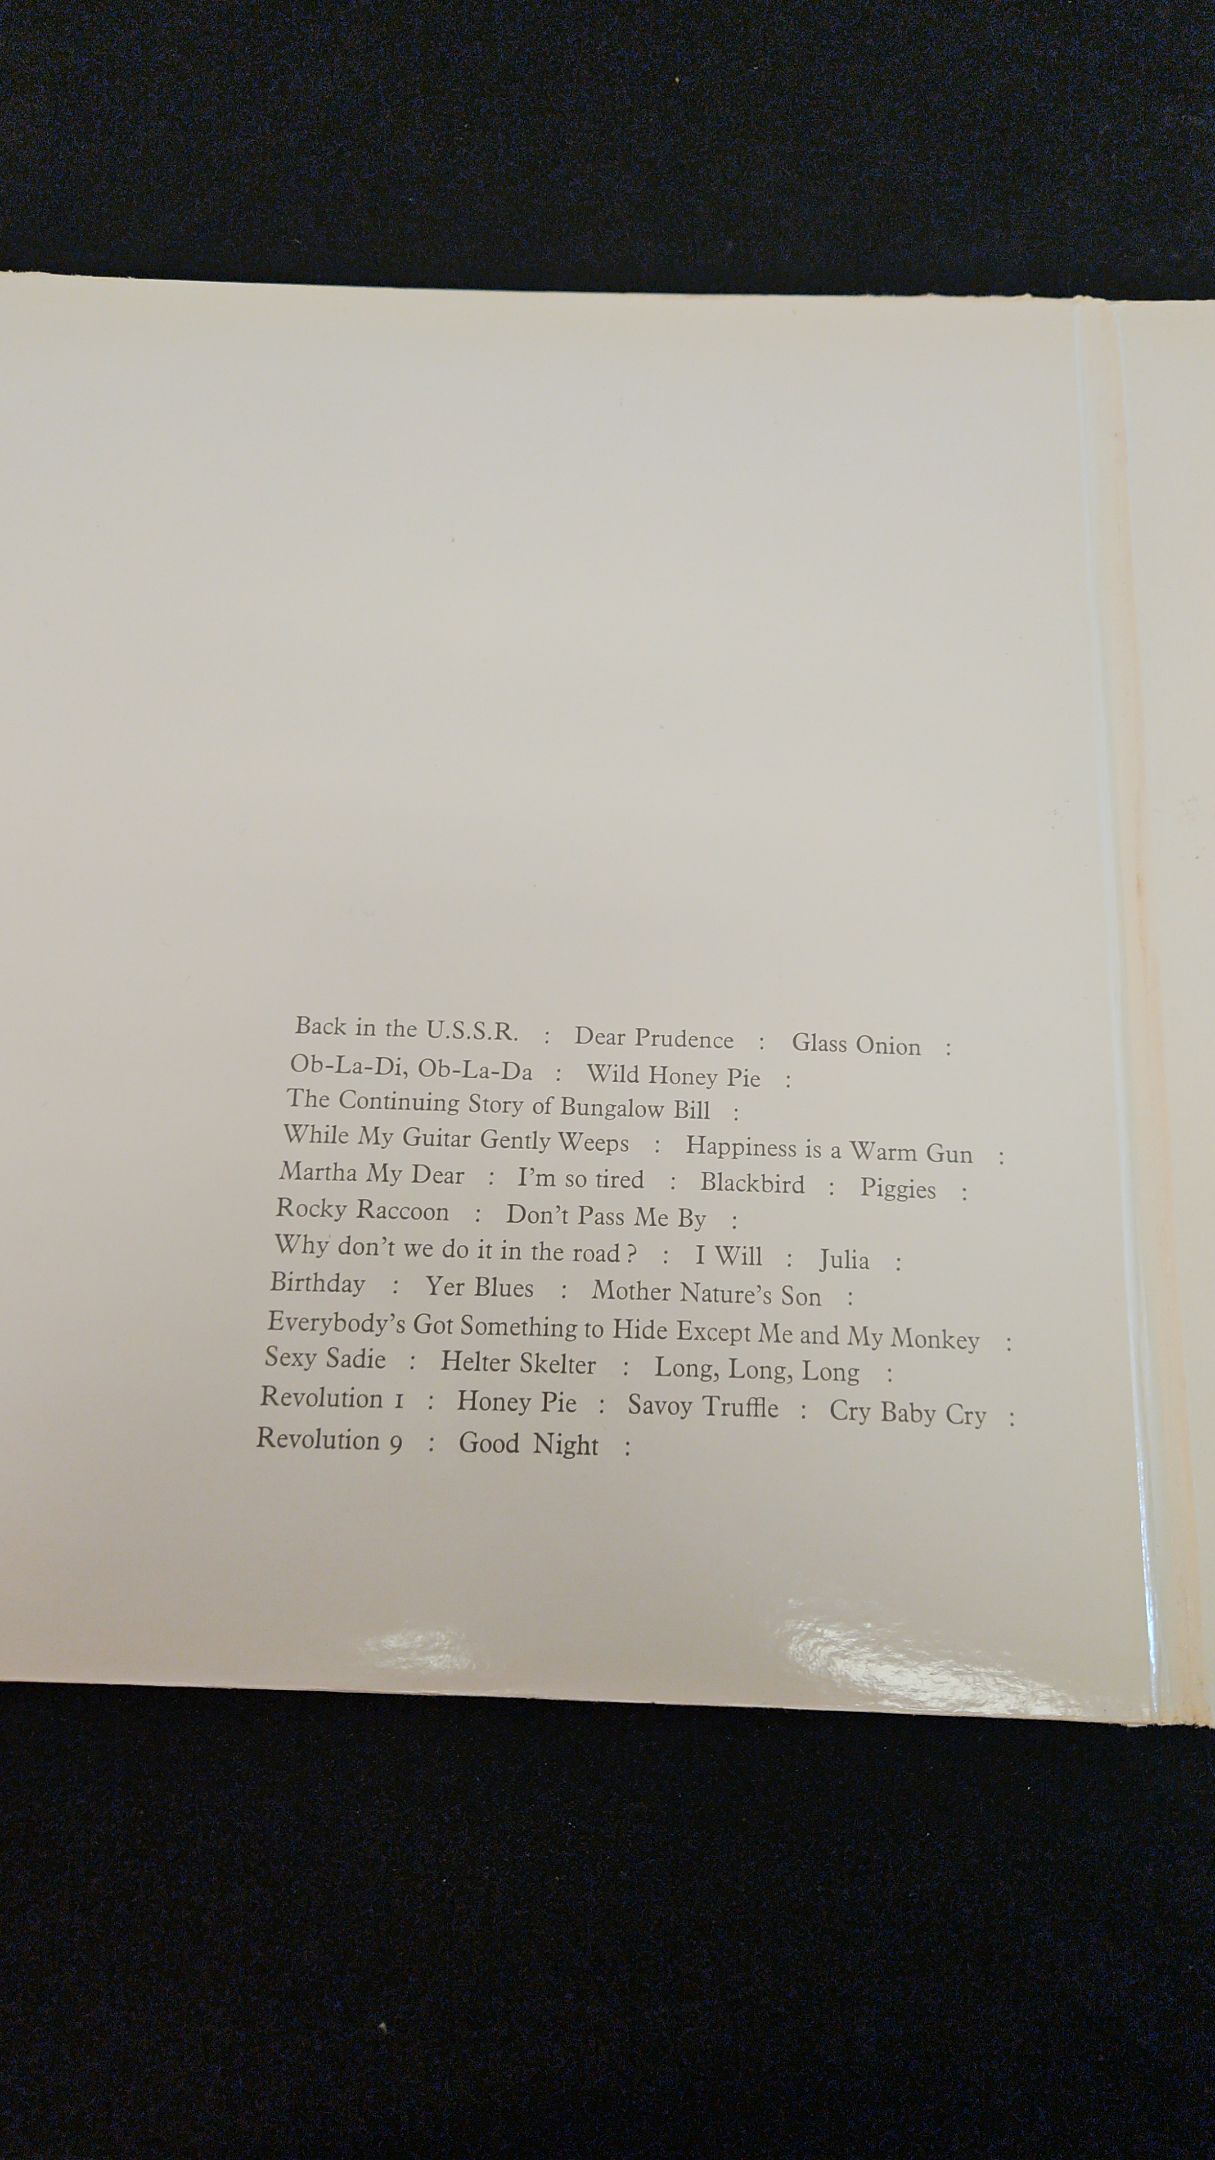 Back in the U.S.S.R. : Dear Prudence : Glass Onion :
Ob-La-Di, Ob-La-Da : Wild Honey Pie :
The Continuing Story of Bungalow Bill :
While My Guitar Gently Weeps : Happiness is a Warm Gun :
Martha My Dear : I'm so tired : Blackbird : Piggies :
Rocky Raccoon : Don't Pass Me By :
Why don't we do it in the road? : I Will : Julia :
Birthday : Yer Blues : Mother Nature's Son :
Everybody's Got Something to Hide Except Me and My Monkey :
Sexy Sadie : Helter Skelter : Long, Long, Long :
Revolution 1 : Honey Pie : Savoy Truffle : Cry Baby Cry :
Revolution 9 : Good Night :